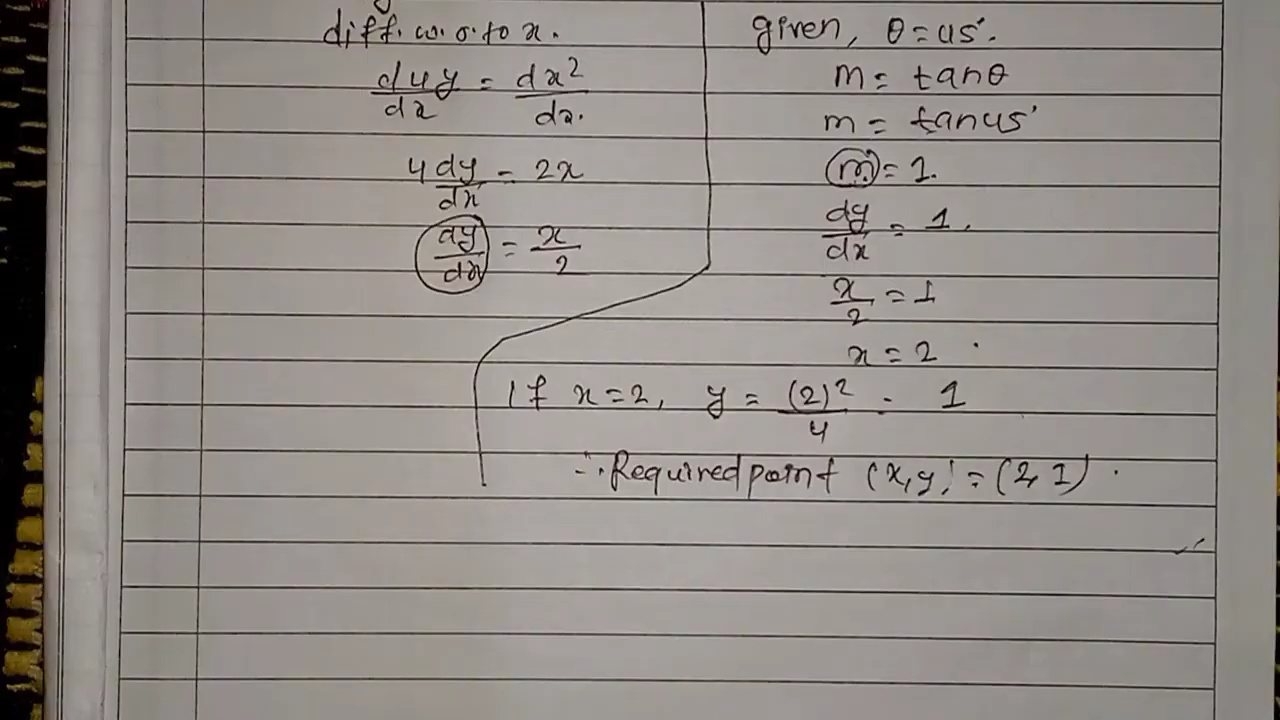 diff. w. r. to x.
d4y/dx = dx²/dx.
4 dy/dx = 2x
dy/dx = x/2
given, θ = 45°.
m = tanθ
m = tan45°
m = 1.
dy/dx = 1.
x/2 = 1
x = 2
If x = 2, y = (2)²/4 = 1
∴ Required point (x, y) = (2, 1).